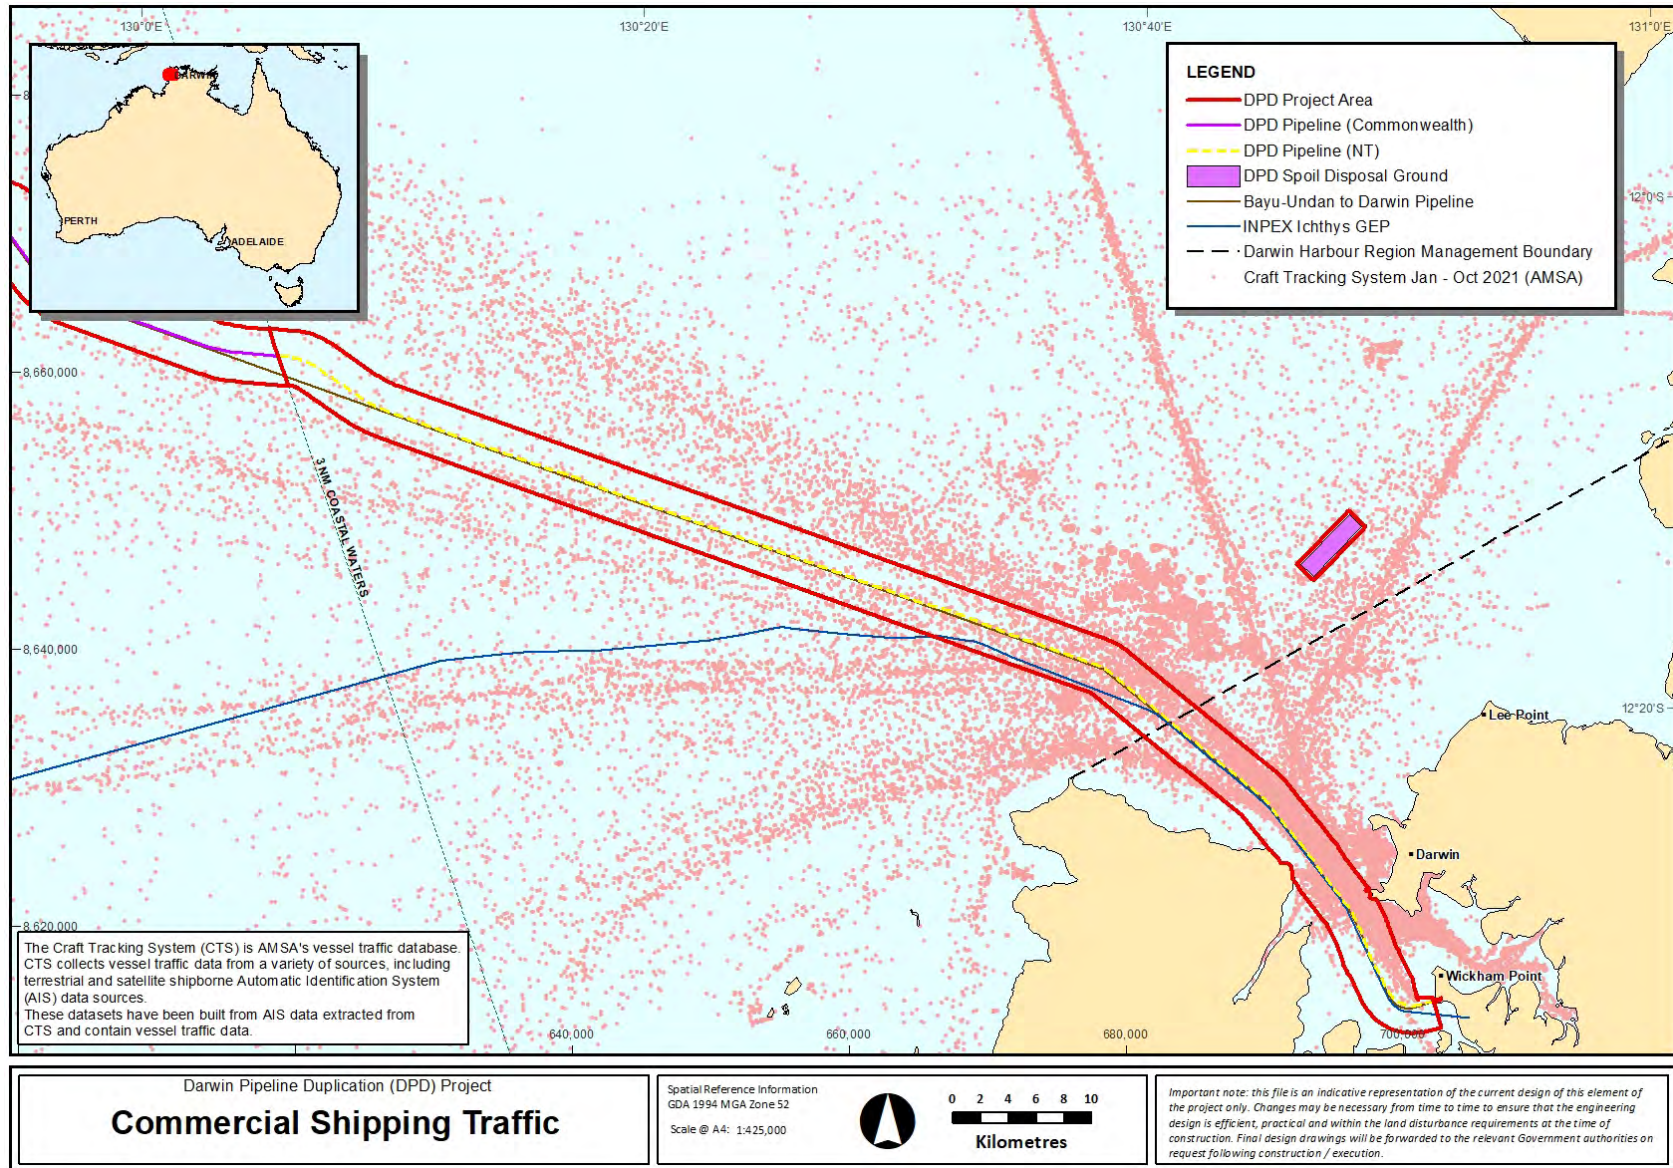 130°0'E
130°20'E
130°40'E
131°0'E
DARWIN
PERTH
ADELAIDE
LEGEND
DPD Project Area
DPD Pipeline (Commonwealth)
DPD Pipeline (NT)
DPD Spoil Disposal Ground
Bayu-Undan to Darwin Pipeline
INPEX Ichthys GEP
Darwin Harbour Region Management Boundary
Craft Tracking System Jan - Oct 2021 (AMSA)
12°0'S
8,660,000
3NM COASTAL WATERS
8,640,000
12°20'S
Lee Point
Darwin
8,620,000
Wickham Point
The Craft Tracking System (CTS) is AMSA's vessel traffic database.
CTS collects vessel traffic data from a variety of sources, including
terrestrial and satellite shipborne Automatic Identification System
(AIS) data sources.
These datasets have been built from AIS data extracted from
CTS and contain vessel traffic data.
640,000
660,000
680,000
700,000
Darwin Pipeline Duplication (DPD) Project
Commercial Shipping Traffic
Spatial Reference Information
GDA 1994 MGA Zone 52
Scale @ A4: 1:425,000
0 2 4 6 8 10
Kilometres
Important note: this file is an indicative representation of the current design of this element of
the project only. Changes may be necessary from time to time to ensure that the engineering
design is efficient, practical and within the land disturbance requirements at the time of
construction. Final design drawings will be forwarded to the relevant Government authorities on
request following construction / execution.